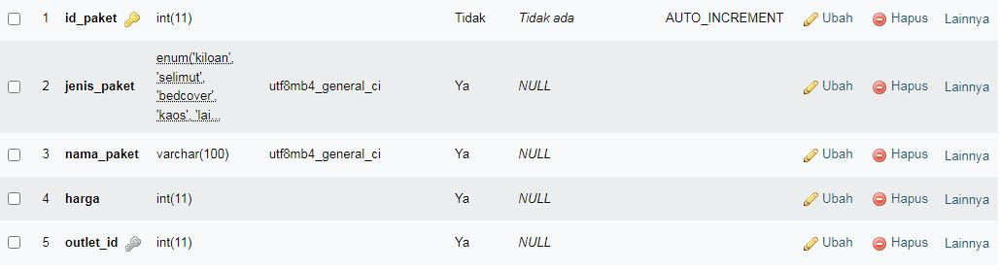 1 id_paket int(11) Tidak Tidak ada AUTO_INCREMENT Ubah Hapus Lainnya
2 jenis_paket enum('kiloan', 'selimut', 'bedcover', 'kaos', 'lai... utf8mb4_general_ci Ya NULL Ubah Hapus Lainnya
3 nama_paket varchar(100) utf8mb4_general_ci Ya NULL Ubah Hapus Lainnya
4 harga int(11) Ya NULL Ubah Hapus Lainnya
5 outlet_id int(11) Ya NULL Ubah Hapus Lainnya